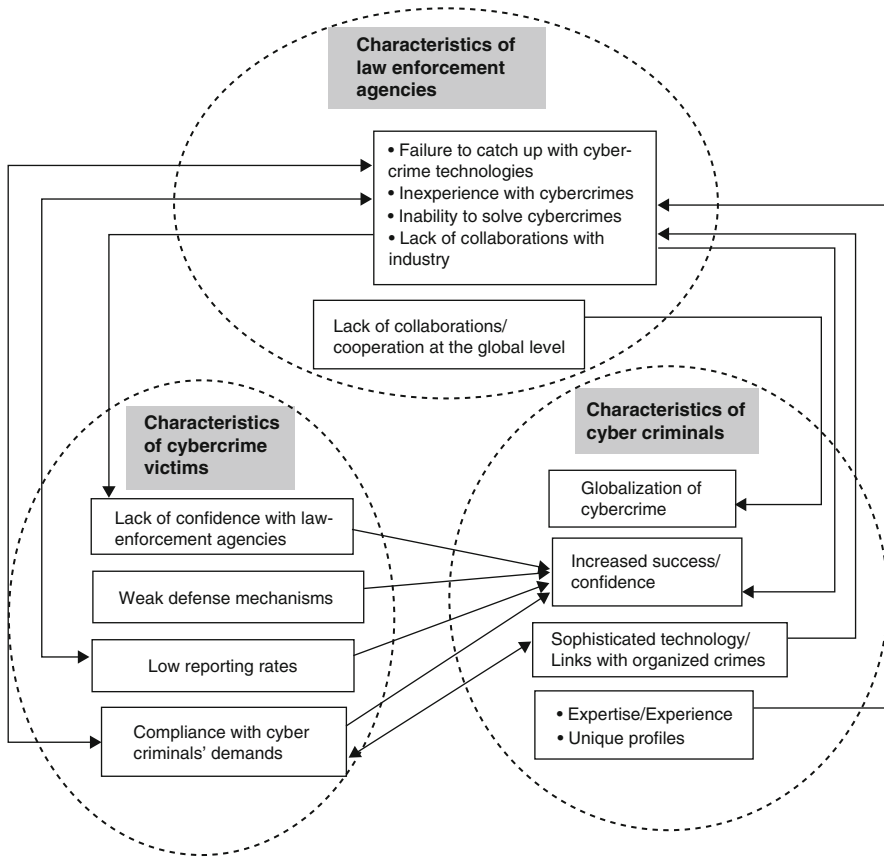 Characteristics of
law enforcement
agencies
• Failure to catch up with cyber-
crime technologies
• Inexperience with cybercrimes
• Inability to solve cybercrimes
• Lack of collaborations with
industry
Lack of collaborations/
cooperation at the global level
Characteristics
of cybercrime
victims
Lack of confidence with law-
enforcement agencies
Weak defense mechanisms
Low reporting rates
Compliance with cyber
criminals’ demands
Characteristics of
cyber criminals
Globalization of
cybercrime
Increased success/
confidence
Sophisticated technology/
Links with organized crimes
• Expertise/Experience
• Unique profiles